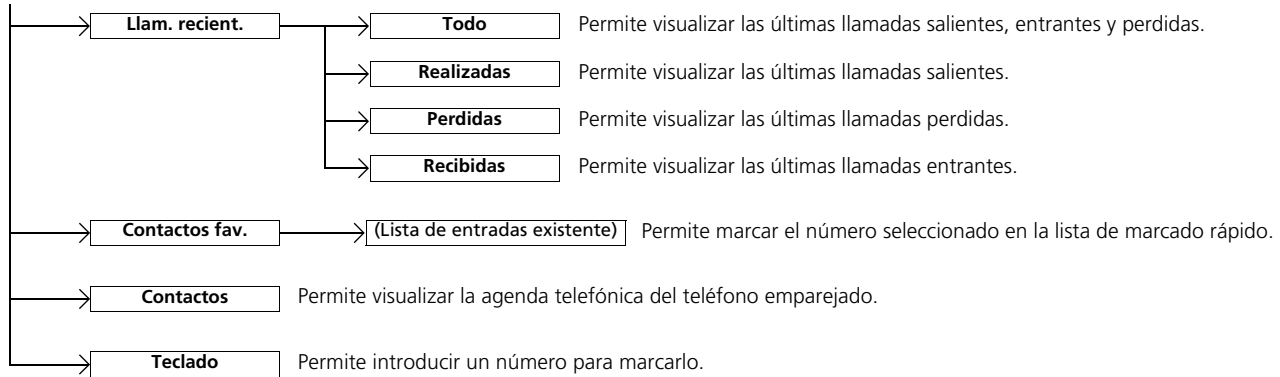 Llam. recient. Todo Permite visualizar las últimas llamadas salientes, entrantes y perdidas.
Realizadas Permite visualizar las últimas llamadas salientes.
Perdidas Permite visualizar las últimas llamadas perdidas.
Recibidas Permite visualizar las últimas llamadas entrantes.
Contactos fav. (Lista de entradas existente) Permite marcar el número seleccionado en la lista de marcado rápido.
Contactos Permite visualizar la agenda telefónica del teléfono emparejado.
Teclado Permite introducir un número para marcarlo.